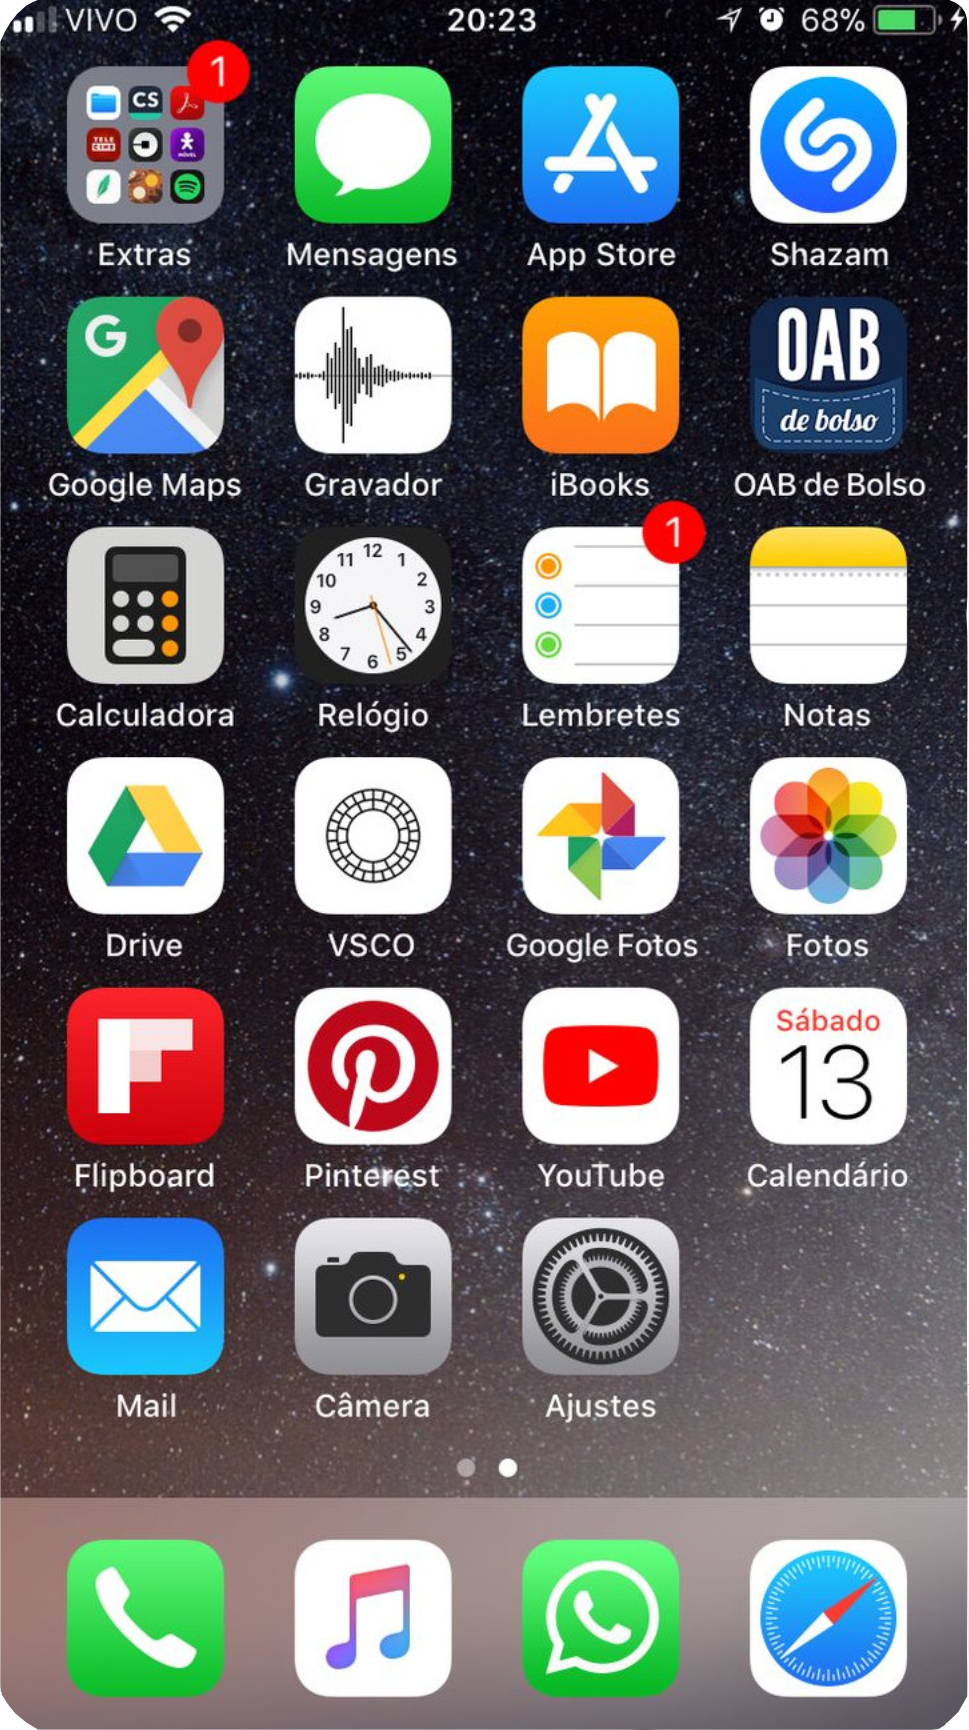 VIVO 20:23 68%
1
CS
TELE
CINE
MÓVEL
Extras Mensagens App Store Shazam
G
OAB
de bolso
Google Maps Gravador iBooks OAB de Bolso
12
11 1
10 2
9 3
8 4
7 5
6
1
Calculadora Relógio Lembretes Notas
Drive VSCO Google Fotos Fotos
Sábado
13
Flipboard Pinterest YouTube Calendário
Mail Câmera Ajustes